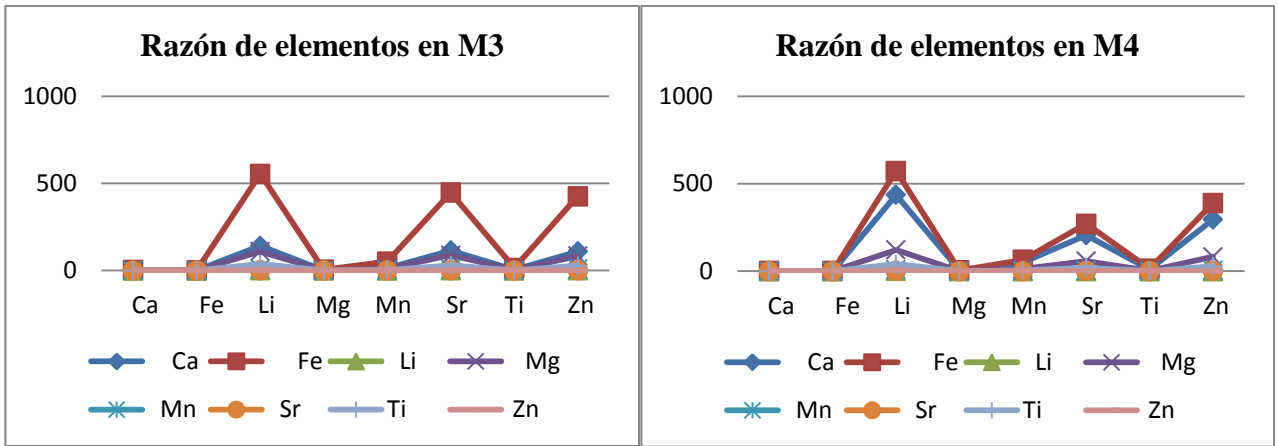 Razón de elementos en M3
1000
500
0
Ca Fe Li Mg Mn Sr Ti Zn
Ca Fe Li Mg
Mn Sr Ti Zn
Razón de elementos en M4
1000
500
0
Ca Fe Li Mg Mn Sr Ti Zn
Ca Fe Li Mg
Mn Sr Ti Zn